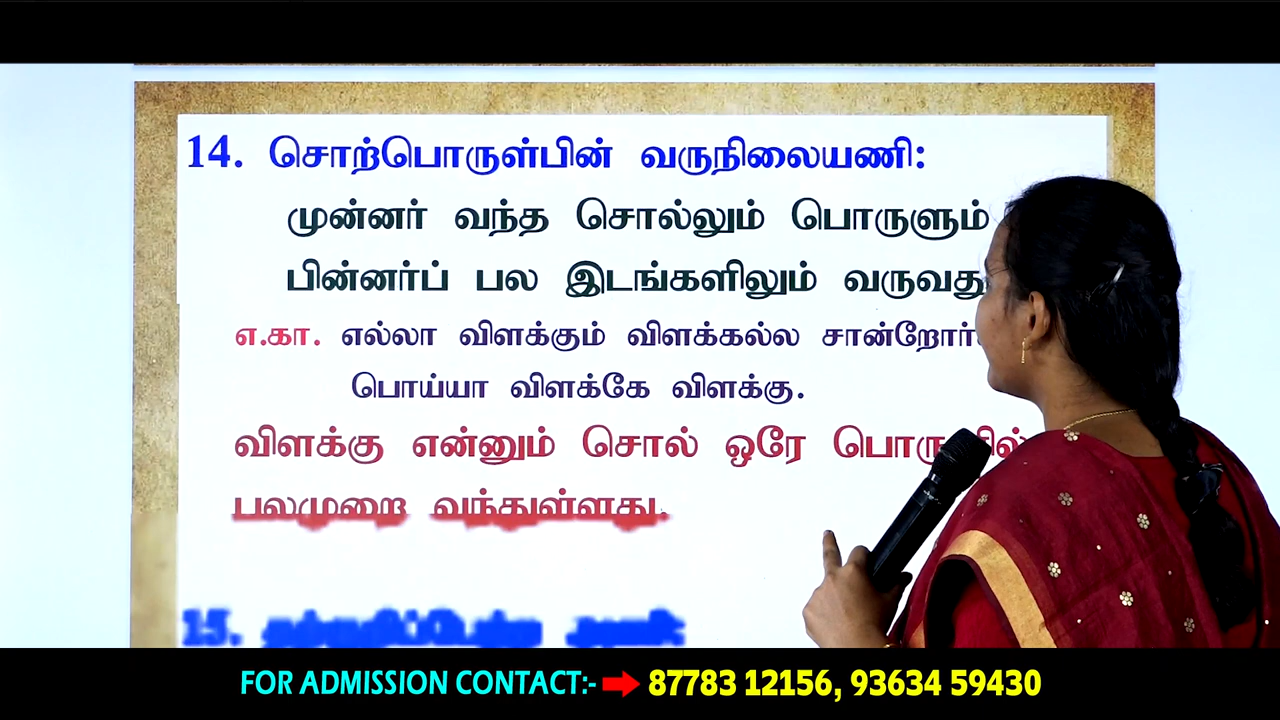 14. சொற்பொருள்பின் வருநிலையணி:
முன்னர் வந்த சொல்லும் பொருளும்
பின்னர்ப் பல இடங்களிலும் வருவது
எ.கா. எல்லா விளக்கும் விளக்கல்ல
பொய்யா விளக்கே விளக்கு.
விளக்கு என்னும் சொல் ஒரே
பலமுறை வந்துள்ளது.
15.
FOR ADMISSION CONTACT:- 87783 12156, 93634 59430